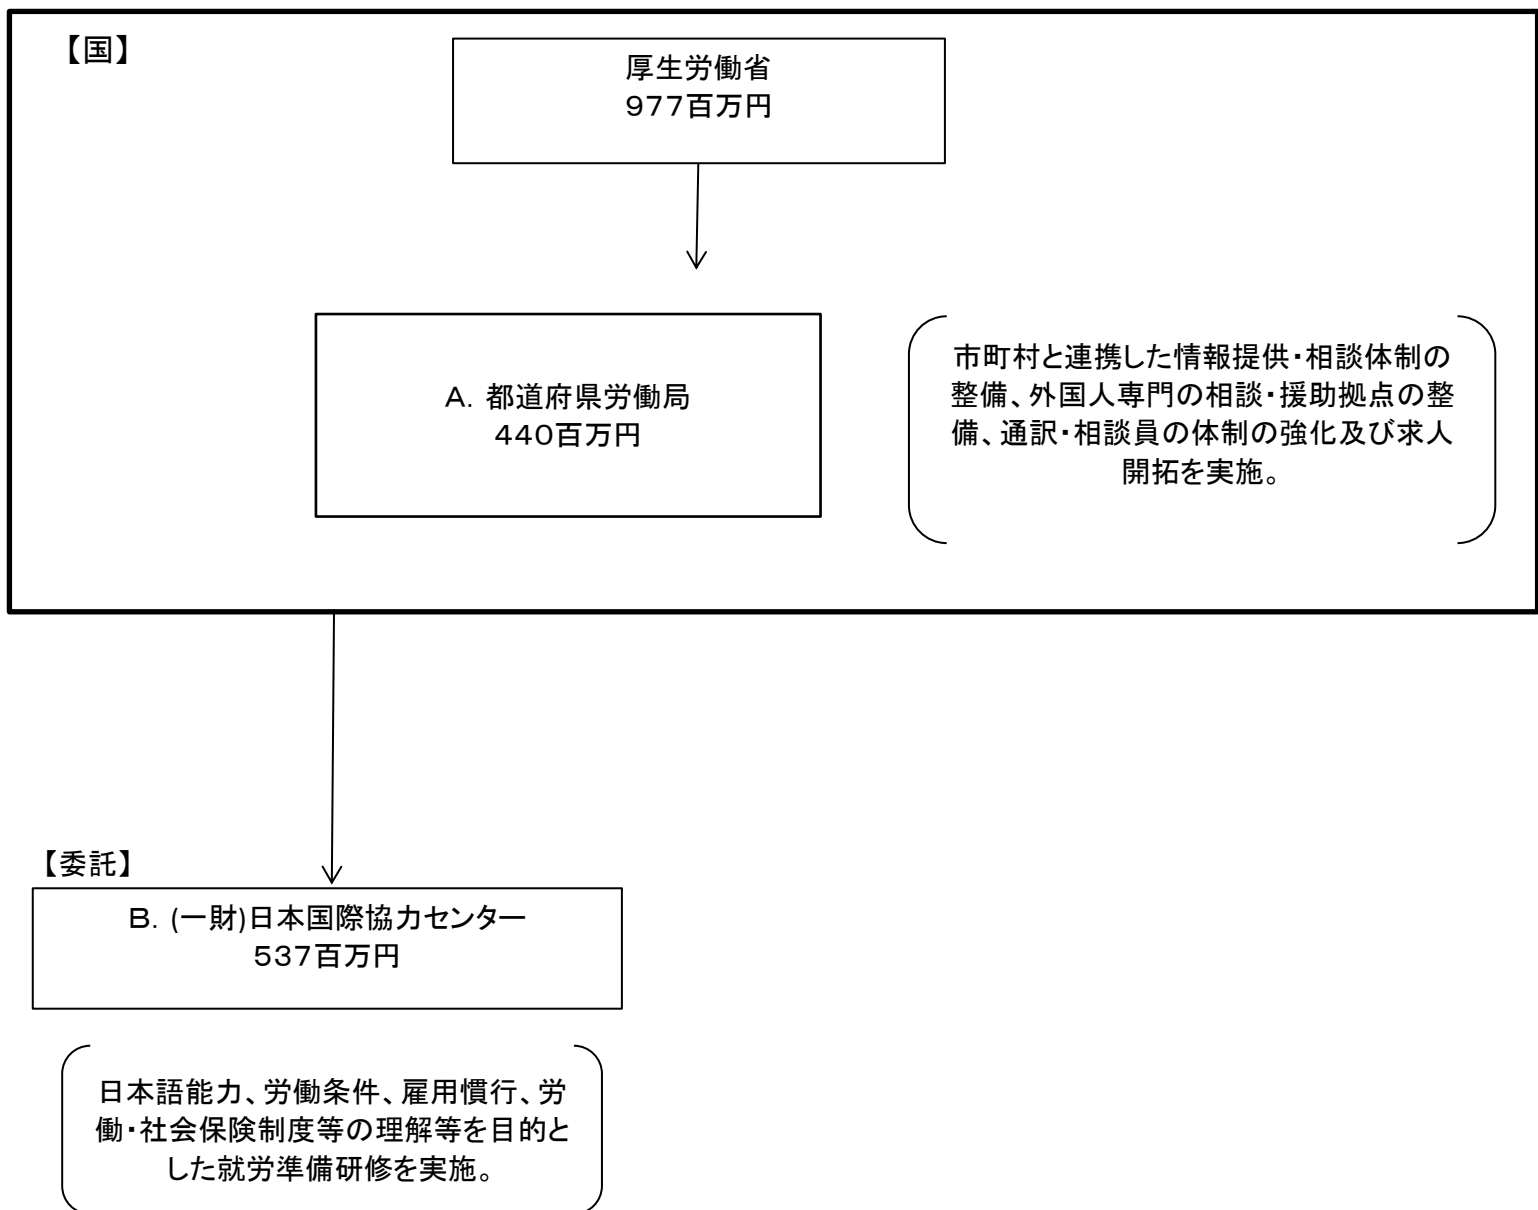 【国】
厚生労働省
977百万円
A. 都道府県労働局
440百万円
市町村と連携した情報提供・相談体制の
整備、外国人専門の相談・援助拠点の整
備、通訳・相談員の体制の強化及び求人
開拓を実施。
【委託】
B. (一財)日本国際協力センター
537百万円
日本語能力、労働条件、雇用慣行、労
働・社会保険制度等の理解等を目的と
した就労準備研修を実施。